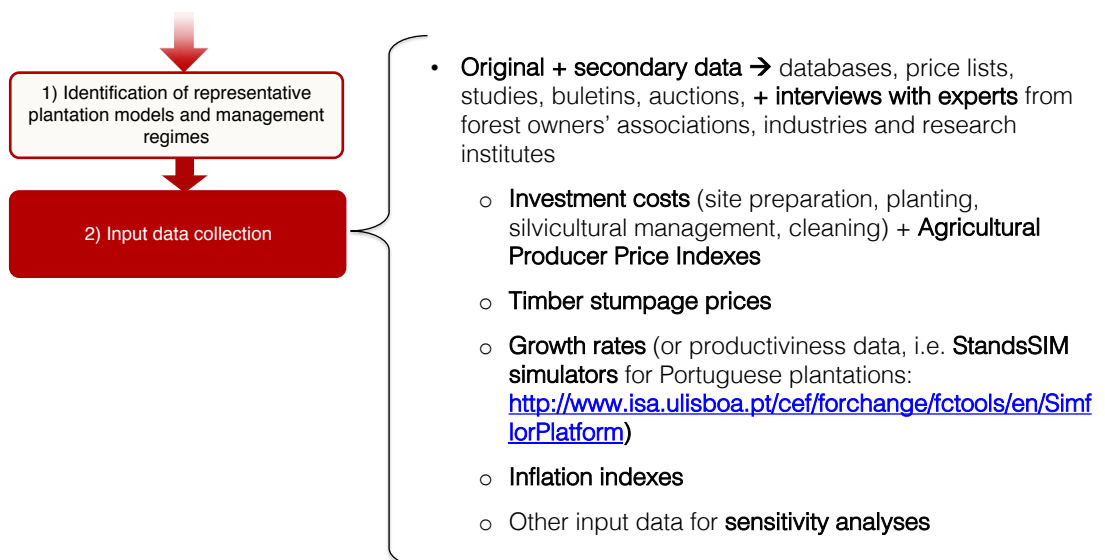 1) Identification of representative
plantation models and management
regimes
2) Input data collection
• Original + secondary data → databases, price lists,
studies, buletins, auctions, + interviews with experts from
forest owners’ associations, industries and research
institutes
o Investment costs (site preparation, planting,
silvicultural management, cleaning) + Agricultural
Producer Price Indexes
o Timber stumpage prices
o Growth rates (or productiviness data, i.e. StandsSIM
simulators for Portuguese plantations:
http://www.isa.ulisboa.pt/cef/forchange/fctools/en/Simf
lorPlatform)
o Inflation indexes
o Other input data for sensitivity analyses